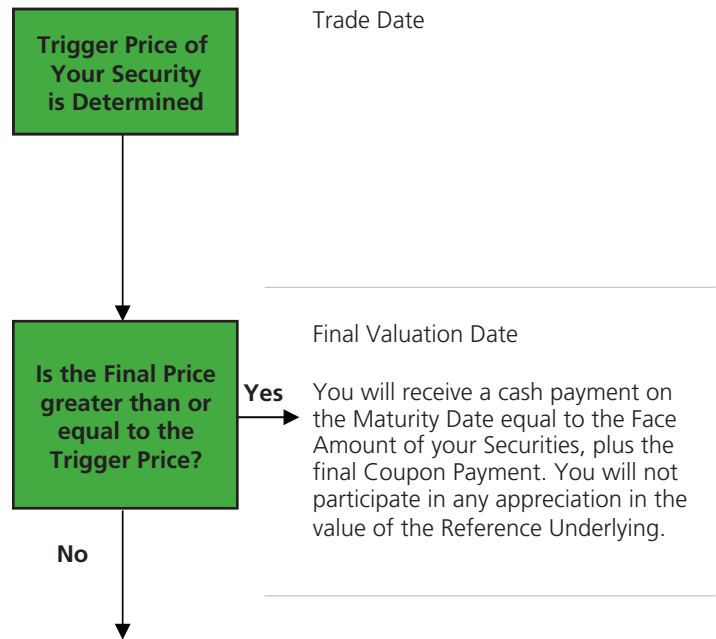 Trigger Price of
Your Security
is Determined
Trade Date
Is the Final Price
greater than or
equal to the
Trigger Price?
Yes
Final Valuation Date
You will receive a cash payment on
the Maturity Date equal to the Face
Amount of your Securities, plus the
final Coupon Payment. You will not
participate in any appreciation in the
value of the Reference Underlying.
No